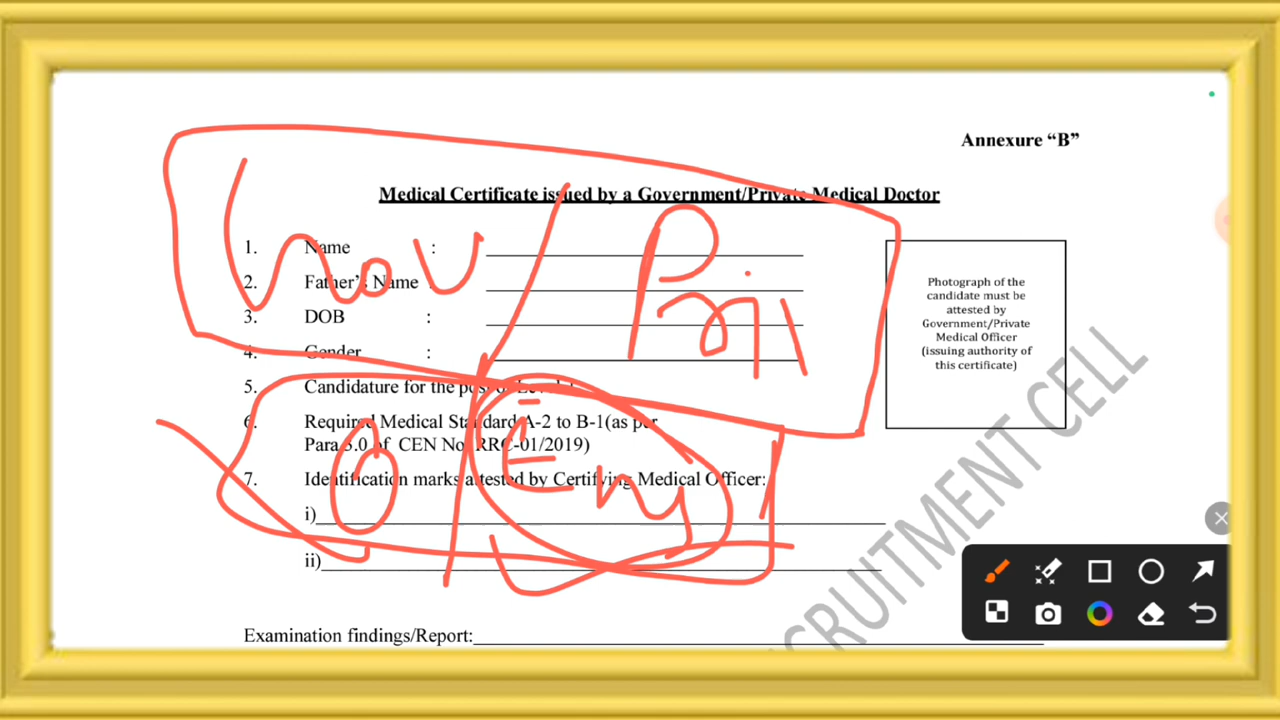 Annexure “B”
Medical Certificate issued by a Government/Private Medical Doctor
1. Name :
2. Father’s Name :
3. DOB :
4. Gender :
5. Candidature for the post of Level-1
6. Required Medical Standard A-2 to B-1(as per
Para 5.0 of CEN No. RRC-01/2019)
7. Identification marks attested by Certifying Medical Officer:
i)
ii)
Examination findings/Report:
Photograph of the
candidate must be
attested by
Government/Private
Medical Officer
(issuing authority of
this certificate)
CRUITMENT CELL